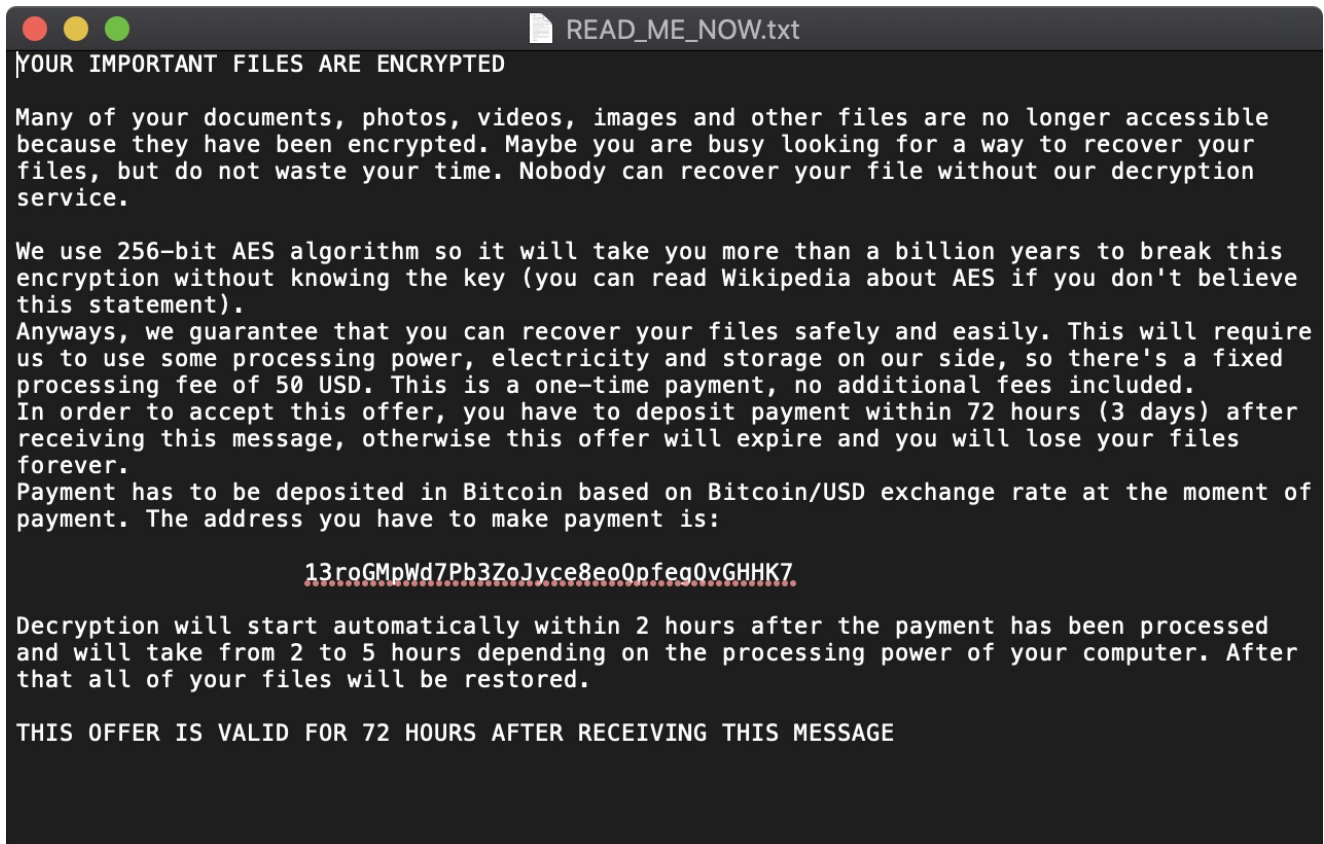 READ_ME_NOW.txt
YOUR IMPORTANT FILES ARE ENCRYPTED
Many of your documents, photos, videos, images and other files are no longer accessible
because they have been encrypted. Maybe you are busy looking for a way to recover your
files, but do not waste your time. Nobody can recover your file without our decryption
service.
We use 256-bit AES algorithm so it will take you more than a billion years to break this
encryption without knowing the key (you can read Wikipedia about AES if you don't believe
this statement).
Anyways, we guarantee that you can recover your files safely and easily. This will require
us to use some processing power, electricity and storage on our side, so there's a fixed
processing fee of 50 USD. This is a one-time payment, no additional fees included.
In order to accept this offer, you have to deposit payment within 72 hours (3 days) after
receiving this message, otherwise this offer will expire and you will lose your files
forever.
Payment has to be deposited in Bitcoin based on Bitcoin/USD exchange rate at the moment of
payment. The address you have to make payment is:
13roGMpWd7Pb3ZoJyce8eoQpfegQvGHHK7
Decryption will start automatically within 2 hours after the payment has been processed
and will take from 2 to 5 hours depending on the processing power of your computer. After
that all of your files will be restored.
THIS OFFER IS VALID FOR 72 HOURS AFTER RECEIVING THIS MESSAGE